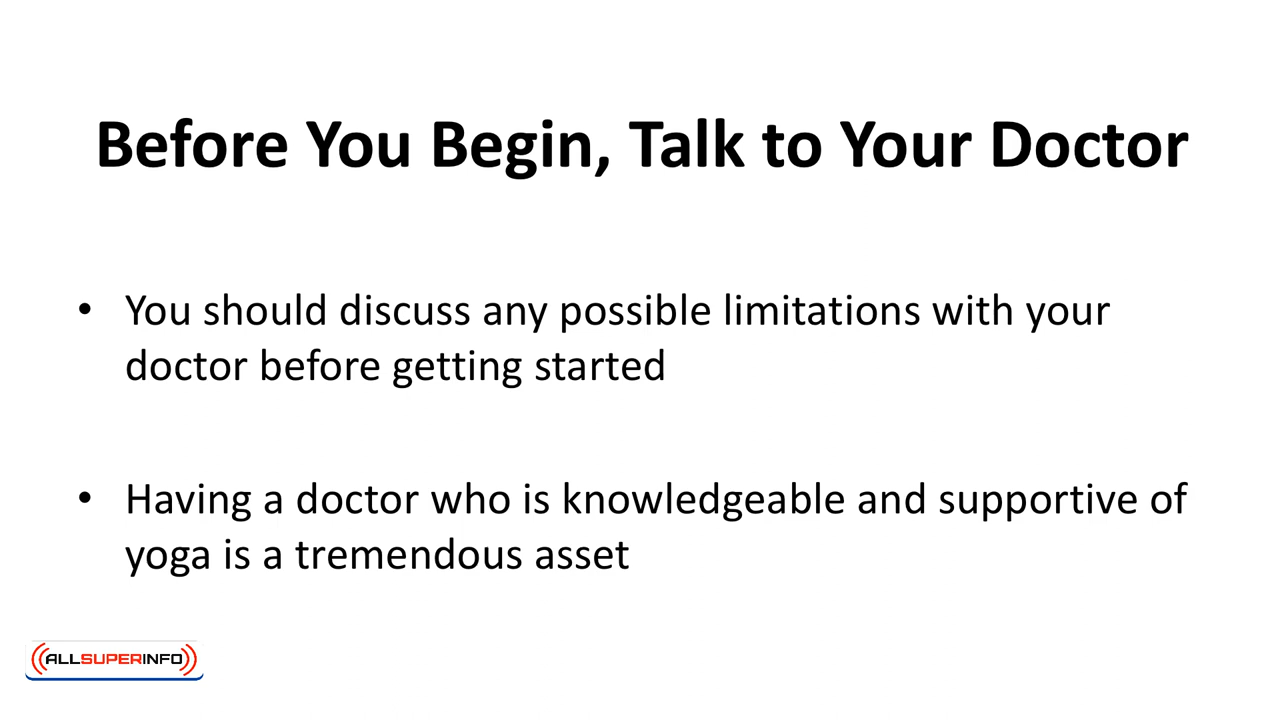 Before You Begin, Talk to Your Doctor
• You should discuss any possible limitations with your
doctor before getting started
• Having a doctor who is knowledgeable and supportive of
yoga is a tremendous asset
ALLSUPERINFO